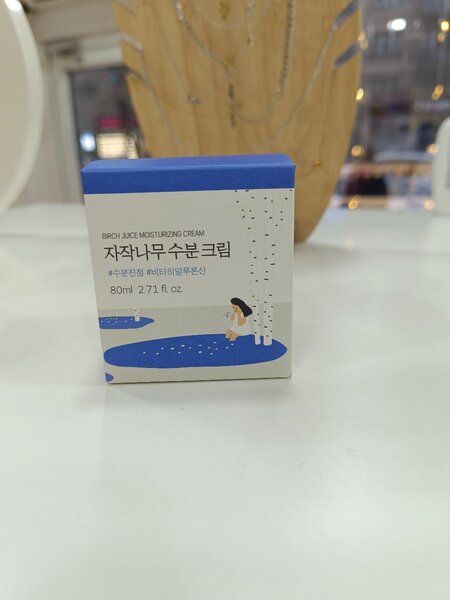 BIRCH JUICE MOISTURIZING CREAM
자작나무 수분 크림
#수분진정 #비타히알루론산
80ml 2.71 fl. oz.